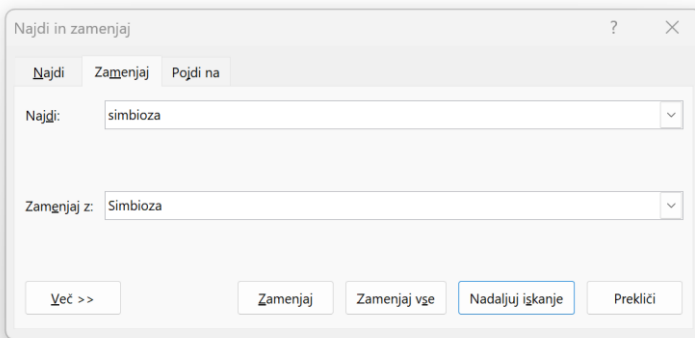 Najdi in zamenjaj ?
Najdi Zamenjaj Pojdi na
Najdi: simbioza
Zamenjaj z: Simbioza
Več >> Zamenjaj Zamenjaj vse Nadaljuj iskanje Prekliči